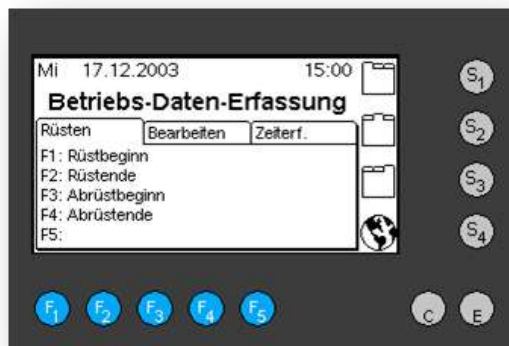 Mi 17.12.2003 15:00
Betriebs-Daten-Erfassung
Rüsten Bearbeiten Zeiterf.
F1: Rüstbeginn
F2: Rüstende
F3: Abrüstbeginn
F4: Abrüstende
F5:
S1
S2
S3
S4
F1 F2 F3 F4 F5 C E